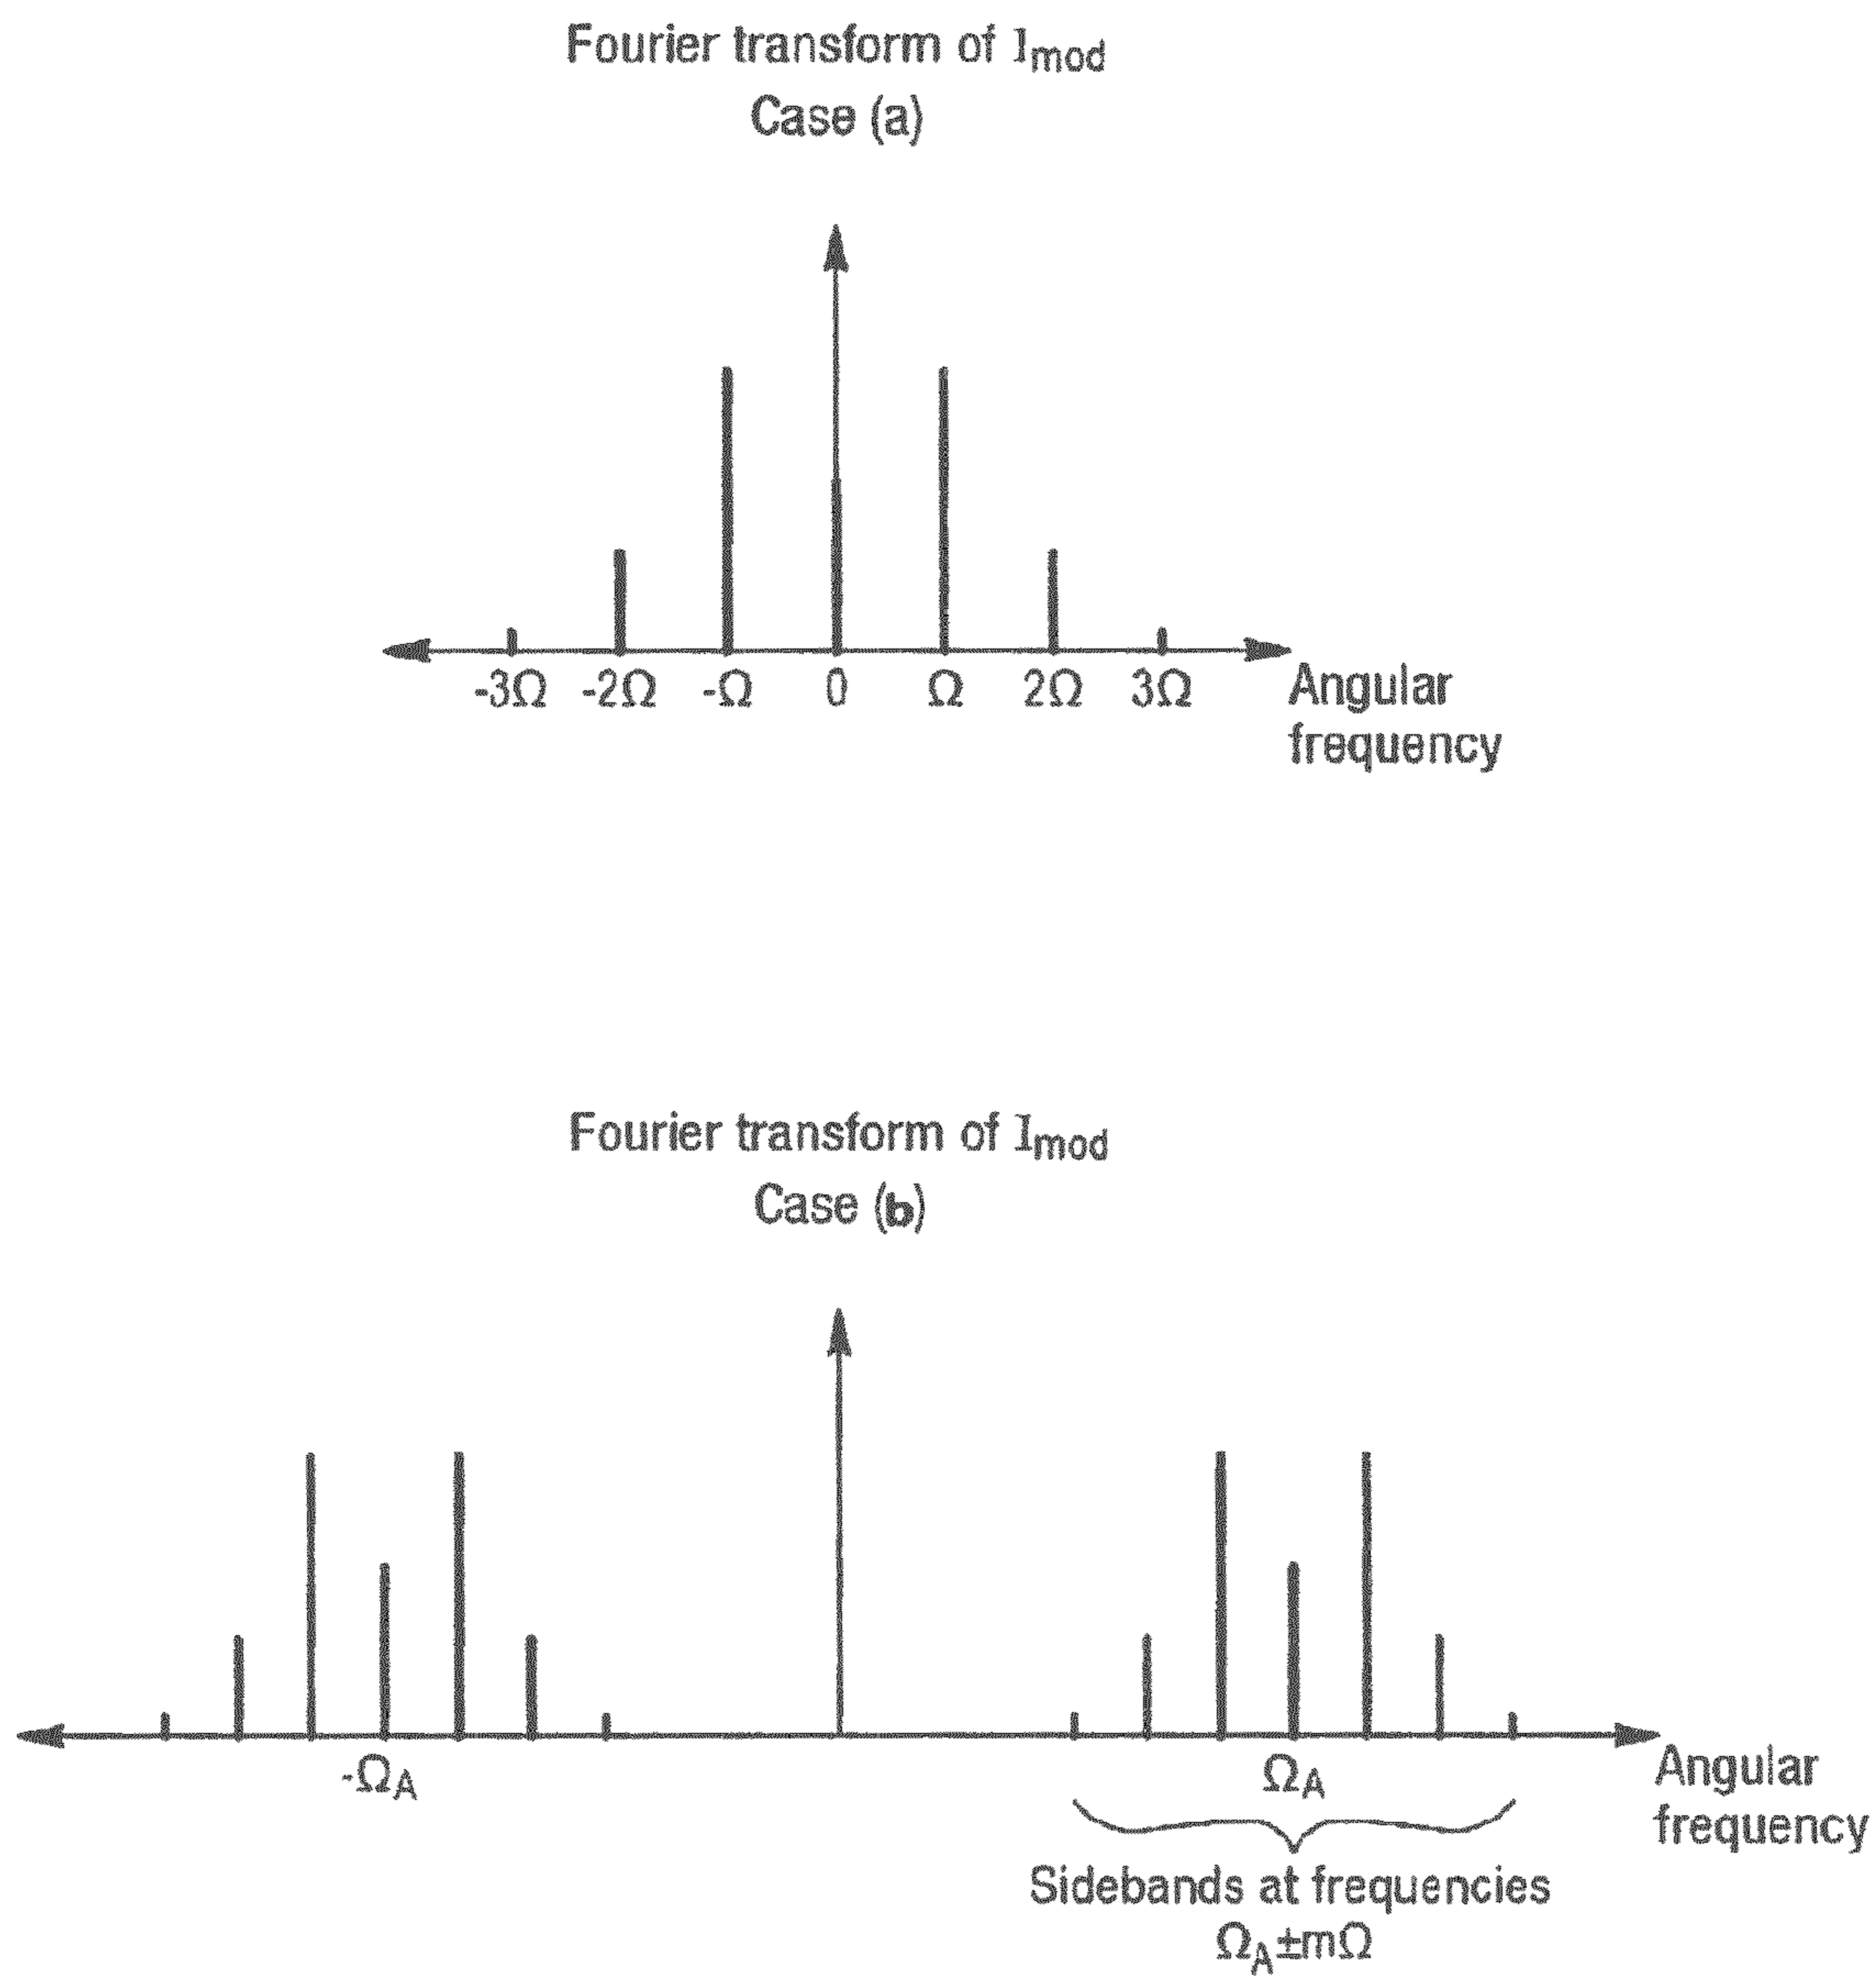 Fourier transform of Imod
Case (a)
-3Ω -2Ω -Ω 0 Ω 2Ω 3Ω
Angular
frequency
Fourier transform of Imod
Case (b)
-ΩA
ΩA
Angular
frequency
Sidebands at frequencies
ΩA±mΩ